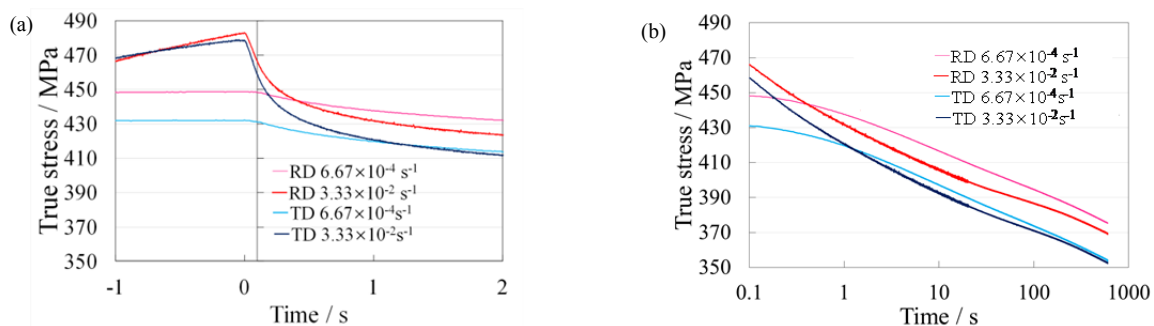 (a)
True stress / MPa
490
470
450
430
410
390
370
350
-1
0
1
2
Time / s
RD 6.67×10⁻⁴ s⁻¹
RD 3.33×10⁻² s⁻¹
TD 6.67×10⁻⁴s⁻¹
TD 3.33×10⁻²s⁻¹
(b)
True stress / MPa
490
470
450
430
410
390
370
350
0.1
1
10
100
1000
Time / s
RD 6.67×10⁻⁴ s⁻¹
RD 3.33×10⁻² s⁻¹
TD 6.67×10⁻⁴s⁻¹
TD 3.33×10⁻²s⁻¹